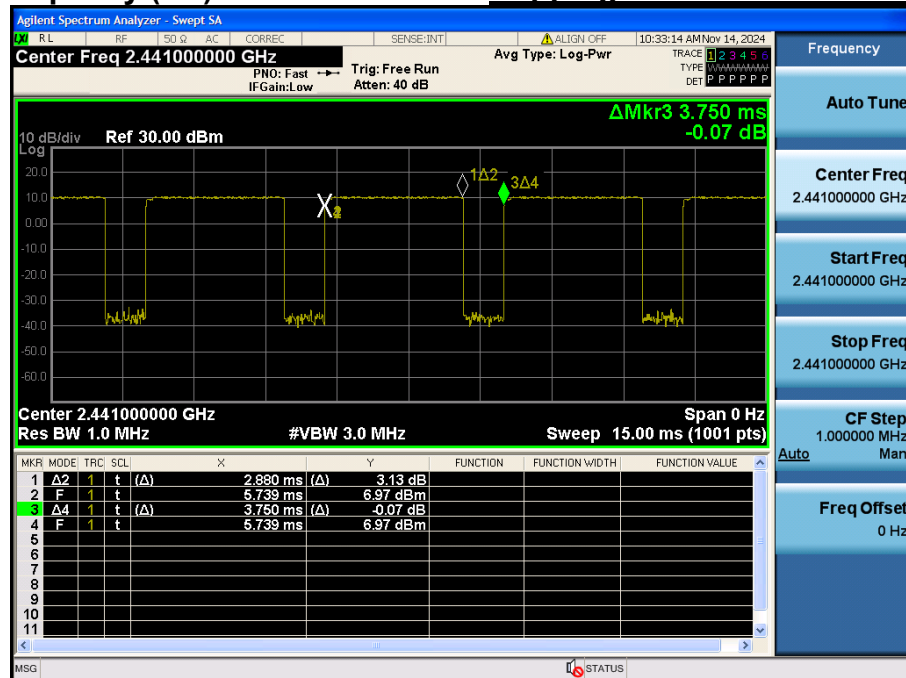 Agilent Spectrum Analyzer - Swept SA
LXI RL RF 50 Ω AC CORREC SENSE:INT ALIGN OFF 10:33:14 AM Nov 14, 2024
Center Freq 2.441000000 GHz
PNO: Fast
IFGain:Low
Trig: Free Run
Atten: 40 dB
Avg Type: Log-Pwr
TRACE 1 2 3 4 5 6
TYPE WWWWWW
DET P P P P P P
ΔMkr3 3.750 ms
-0.07 dB
10 dB/div Ref 30.00 dBm
Log
20.0
10.0
0.00
-10.0
-20.0
-30.0
-40.0
-50.0
-60.0
X2
1Δ2
3Δ4
Center 2.441000000 GHz Span 0 Hz
Res BW 1.0 MHz #VBW 3.0 MHz Sweep 15.00 ms (1001 pts)
MKR MODE TRC SCL X Y FUNCTION FUNCTION WIDTH FUNCTION VALUE
1 Δ2 1 t (Δ) 2.880 ms (Δ) 3.13 dB
2 F 1 t 5.739 ms 6.97 dBm
3 Δ4 1 t (Δ) 3.750 ms (Δ) -0.07 dB
4 F 1 t 5.739 ms 6.97 dBm
5
6
7
8
9
10
11
MSG STATUS
Frequency
Auto Tune
Center Freq
2.441000000 GHz
Start Freq
2.441000000 GHz
Stop Freq
2.441000000 GHz
CF Step
1.000000 MHz
Auto Man
Freq Offset
0 Hz